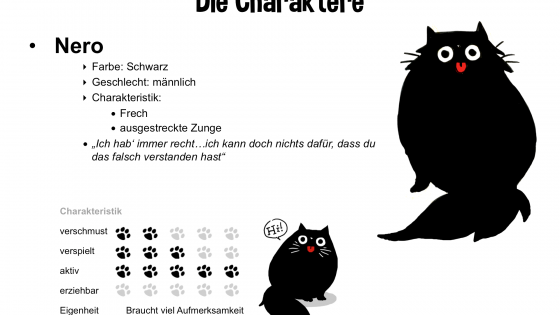 Die Charaktere
• Nero
Farbe: Schwarz
Geschlecht: männlich
Charakteristik:
• Frech
• ausgestreckte Zunge
• „Ich hab‘ immer recht…ich kann doch nichts dafür, dass du
das falsch verstanden hast“
Charakteristik
verschmust
verspielt
aktiv
erziehbar
Eigenheit Braucht viel Aufmerksamkeit
Hi!